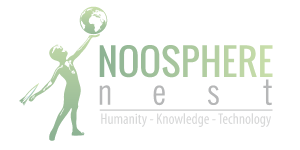 NOOSPHERE
nest
Humanity - Knowledge - Technology